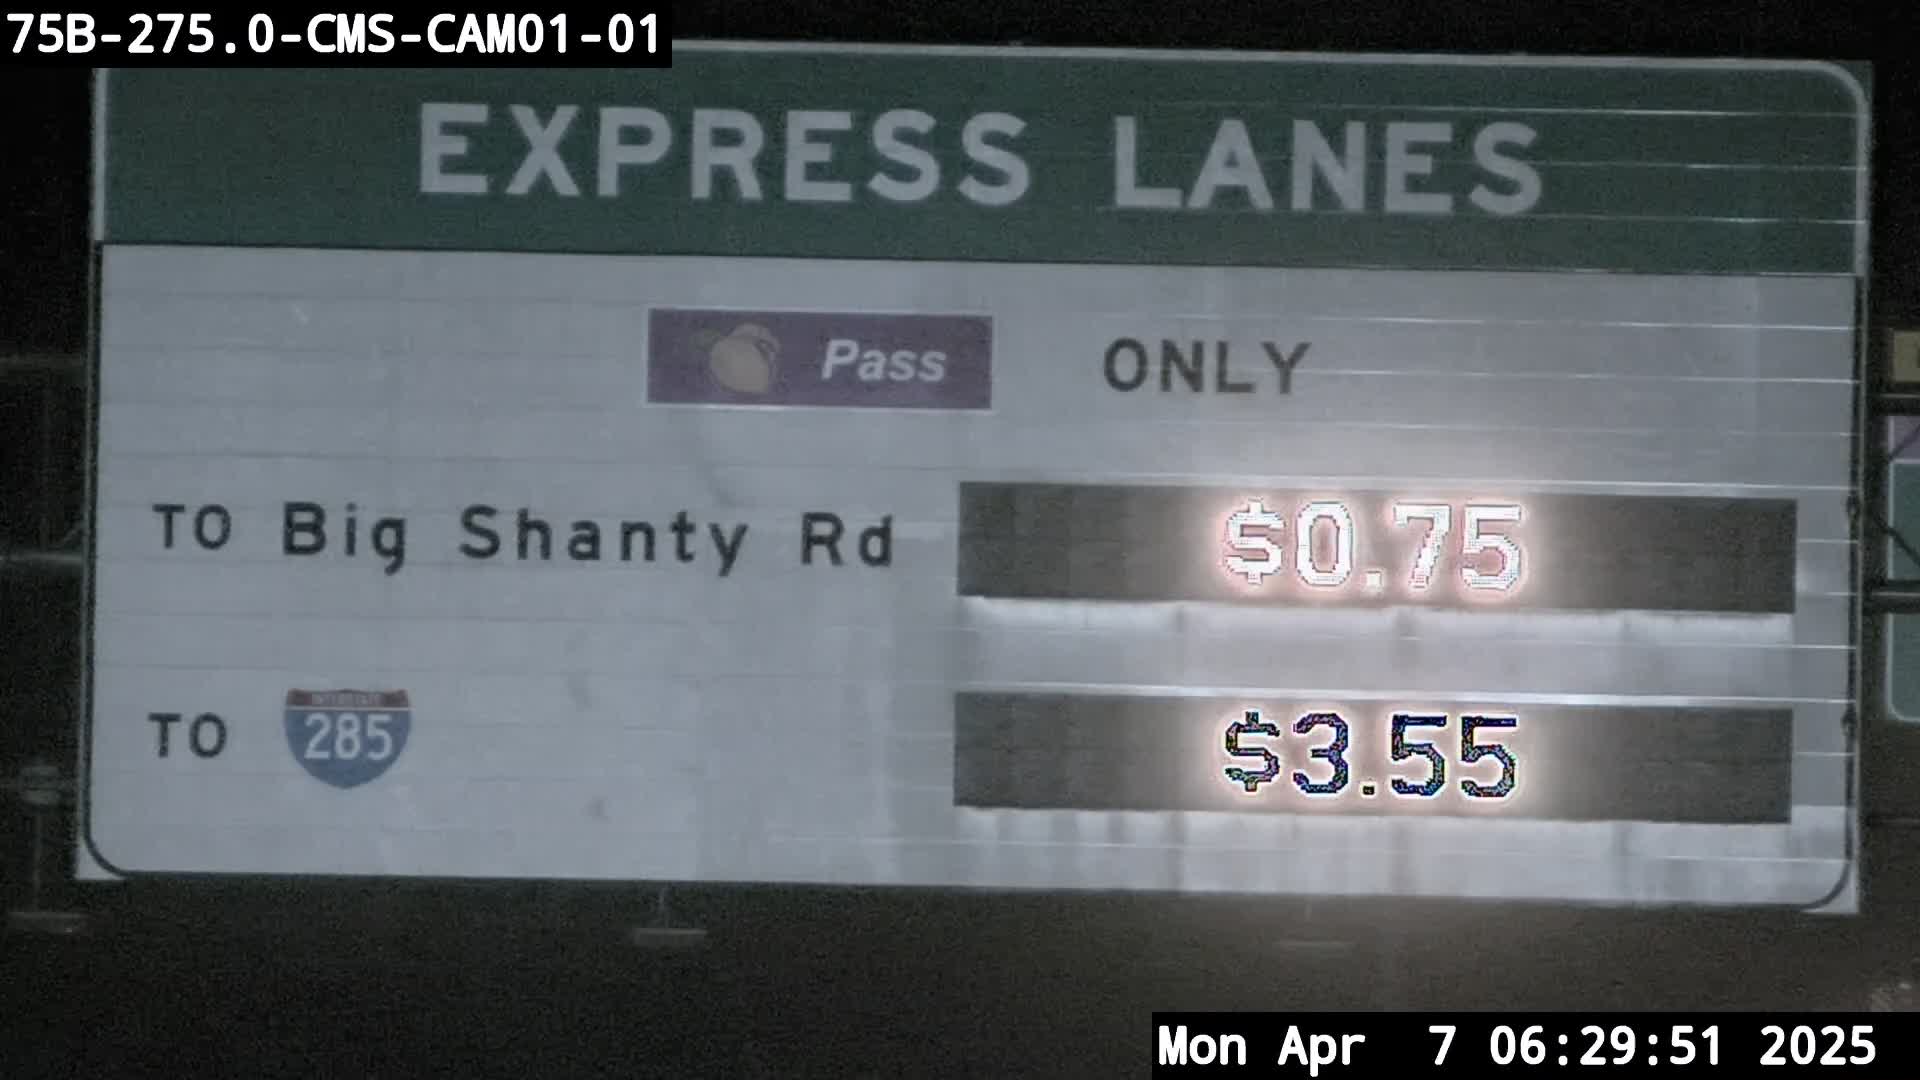 75B-275.0-CMS-CAM01-01
EXPRESS LANES
Pass ONLY
TO Big Shanty Rd $0.75
INTERSTATE
TO 285 $3.55
Mon Apr 7 06:29:51 2025